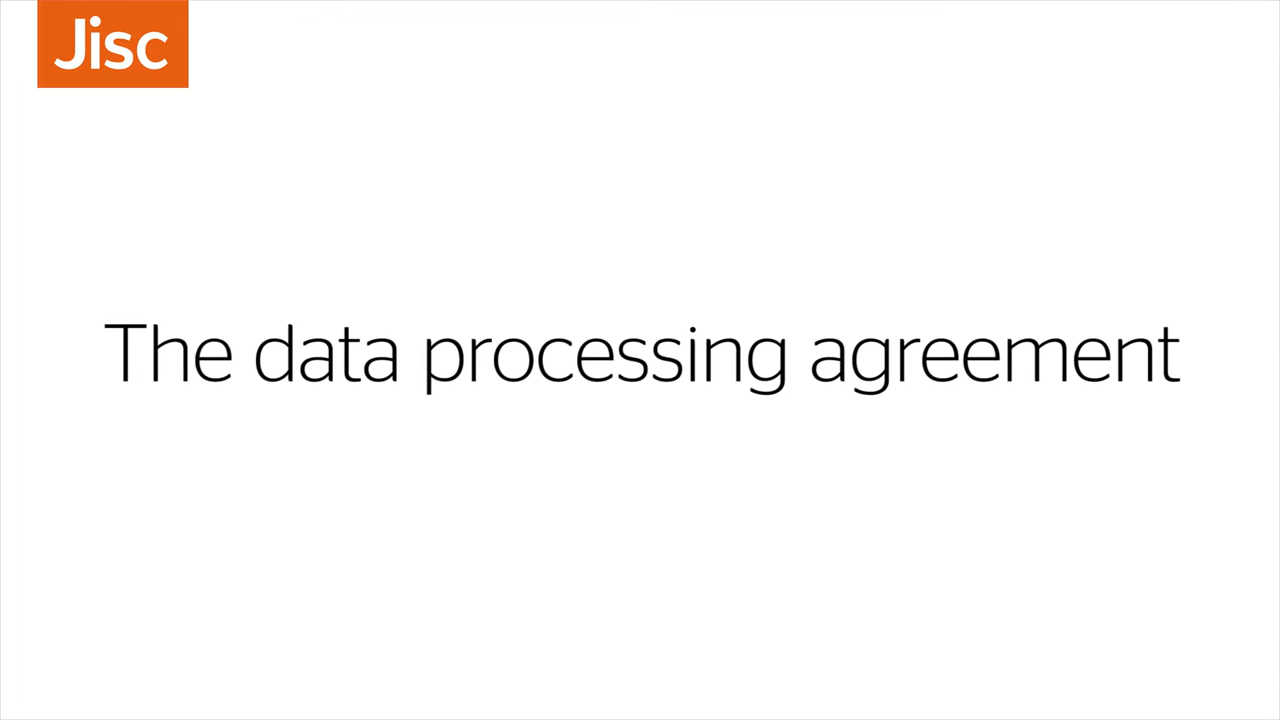 Jisc
The data processing agreement